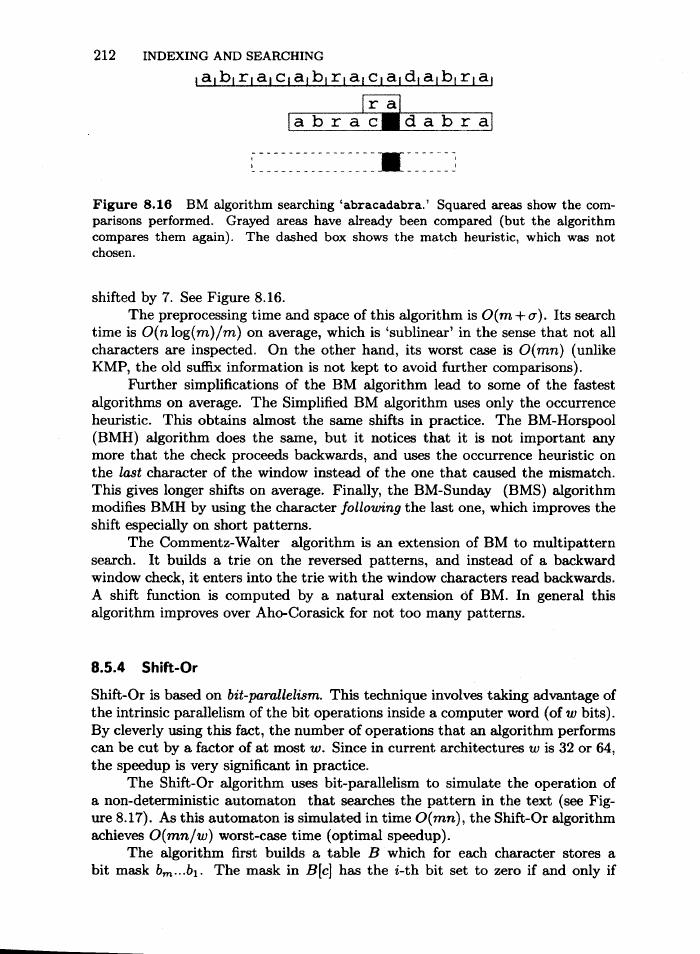 212 INDEXING AND SEARCHING
a b r a c a b r a c a d a b r a
r a
a b r a c d a b r a
Figure 8.16 BM algorithm searching ‘abracadabra.’ Squared areas show the com-
parisons performed. Grayed areas have already been compared (but the algorithm
compares them again). The dashed box shows the match heuristic, which was not
chosen.
shifted by 7. See Figure 8.16.
The preprocessing time and space of this algorithm is O(m + σ). Its search
time is O(n log(m)/m) on average, which is ‘sublinear’ in the sense that not all
characters are inspected. On the other hand, its worst case is O(mn) (unlike
KMP, the old suffix information is not kept to avoid further comparisons).
Further simplifications of the BM algorithm lead to some of the fastest
algorithms on average. The Simplified BM algorithm uses only the occurrence
heuristic. This obtains almost the same shifts in practice. The BM-Horspool
(BMH) algorithm does the same, but it notices that it is not important any
more that the check proceeds backwards, and uses the occurrence heuristic on
the last character of the window instead of the one that caused the mismatch.
This gives longer shifts on average. Finally, the BM-Sunday (BMS) algorithm
modifies BMH by using the character following the last one, which improves the
shift especially on short patterns.
The Commentz-Walter algorithm is an extension of BM to multipattern
search. It builds a trie on the reversed patterns, and instead of a backward
window check, it enters into the trie with the window characters read backwards.
A shift function is computed by a natural extension of BM. In general this
algorithm improves over Aho-Corasick for not too many patterns.
8.5.4 Shift-Or
Shift-Or is based on bit-parallelism. This technique involves taking advantage of
the intrinsic parallelism of the bit operations inside a computer word (of w bits).
By cleverly using this fact, the number of operations that an algorithm performs
can be cut by a factor of at most w. Since in current architectures w is 32 or 64,
the speedup is very significant in practice.
The Shift-Or algorithm uses bit-parallelism to simulate the operation of
a non-deterministic automaton that searches the pattern in the text (see Fig-
ure 8.17). As this automaton is simulated in time O(mn), the Shift-Or algorithm
achieves O(mn/w) worst-case time (optimal speedup).
The algorithm first builds a table B which for each character stores a
bit mask bₘ...b₁. The mask in B[c] has the i-th bit set to zero if and only if